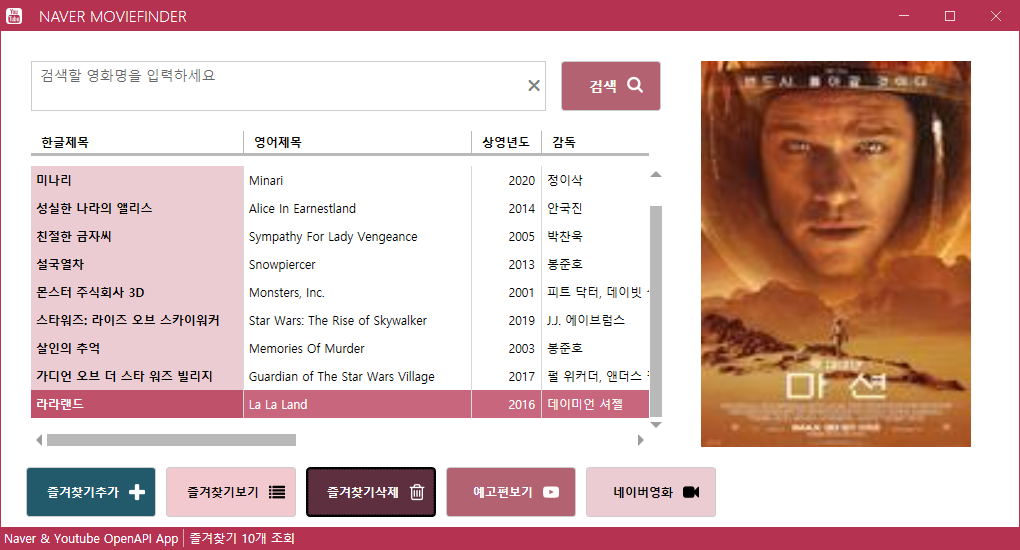 You Tube
NAVER MOVIEFINDER
검색할 영화명을 입력하세요
검색
한글제목 영어제목 상영년도 감독
미나리 Minari 2020 정이삭
성실한 나라의 앨리스 Alice In Earnestland 2014 안국진
친절한 금자씨 Sympathy For Lady Vengeance 2005 박찬욱
설국열차 Snowpiercer 2013 봉준호
몬스터 주식회사 3D Monsters, Inc. 2001 피트 닥터, 데이빗
스타워즈: 라이즈 오브 스카이워커 Star Wars: The Rise of Skywalker 2019 J.J. 에이브럼스
살인의 추억 Memories Of Murder 2003 봉준호
가디언 오브 더 스타 워즈 빌리지 Guardian of The Star Wars Village 2017 펄 위커더, 앤더스
라라랜드 La La Land 2016 데이미언 셔젤
반드시 돌아갈 것이다
마션
즐겨찾기추가 즐겨찾기보기 즐겨찾기삭제 예고편보기 네이버영화
Naver & Youtube OpenAPI App 즐겨찾기 10개 조회